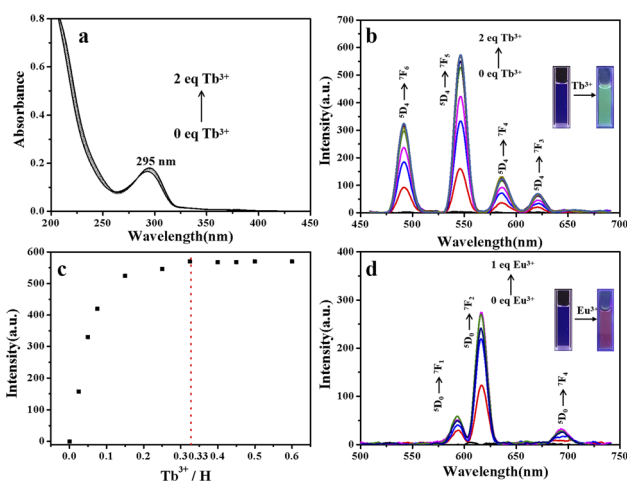 a
2 eq Tb³⁺
0 eq Tb³⁺
295 nm
Absorbance
0.8
0.6
0.4
0.2
0.0
200 250 300 350 400 450
Wavelength(nm)
b
2 eq Tb³⁺
0 eq Tb³⁺
⁵D₄ → ⁷F₆
⁵D₄ → ⁷F₅
⁵D₄ → ⁷F₄
⁵D₄ → ⁷F₃
Tb³⁺
Intensity(a.u.)
700
600
500
400
300
200
100
0
450 500 550 600 650 700
Wavelength(nm)
c
Intensity(a.u.)
600
500
400
300
200
100
0
0.0 0.1 0.2 0.3 0.33 0.4 0.5 0.6
Tb³⁺ / H
d
1 eq Eu³⁺
0 eq Eu³⁺
⁵D₀ → ⁷F₁
⁵D₀ → ⁷F₂
⁵D₀ → ⁷F₄
Eu³⁺
Intensity(a.u.)
400
300
200
100
0
500 550 600 650 700 750
Wavelength(nm)